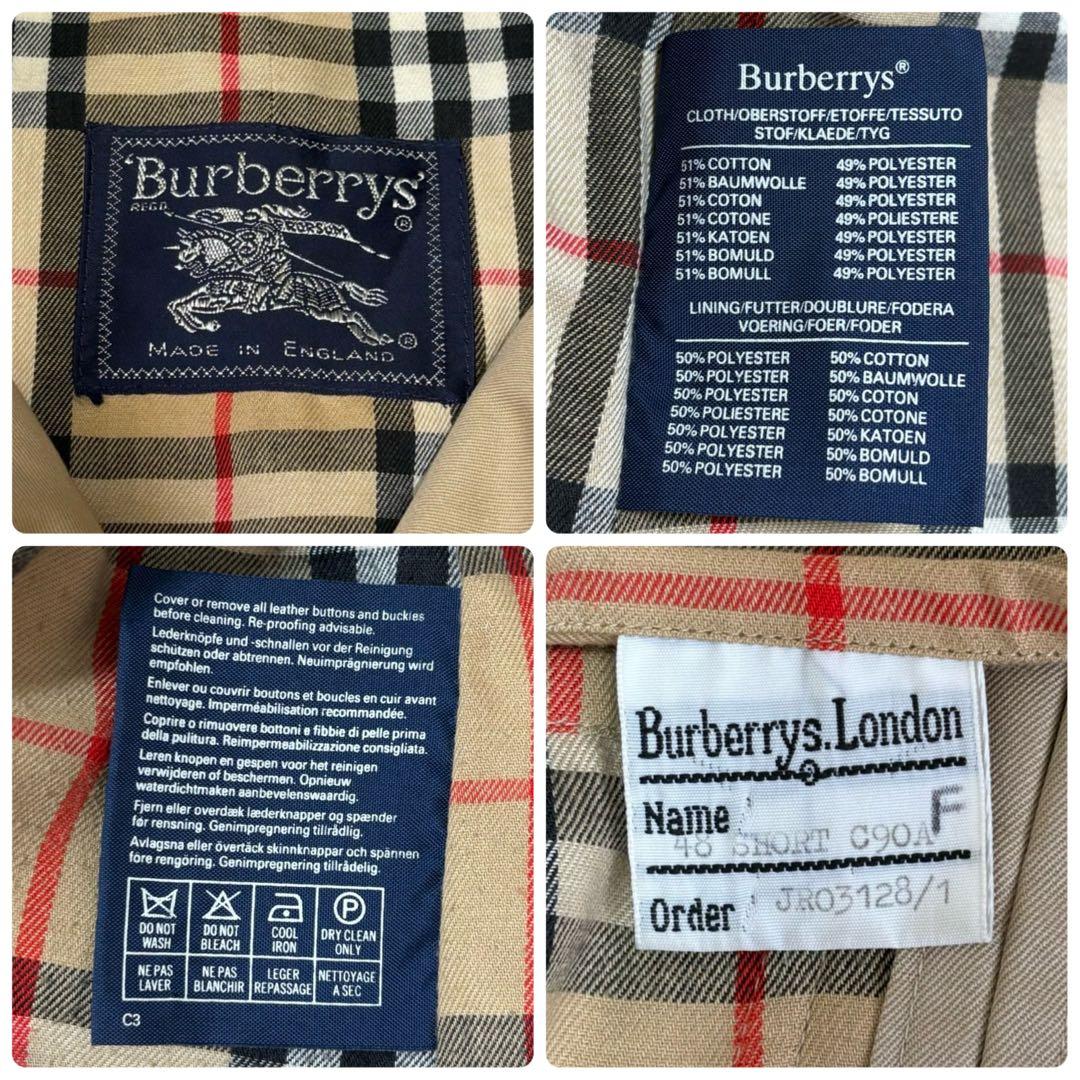 'Burberrys'
REGD.
PRORSUM
®
®
MADE IN ENGLAND
Burberrys®
CLOTH/OBERSTOFF/ETOFFE/TESSUTO
STOF/KLAEDE/TYG
51% COTTON 49% POLYESTER
51% BAUMWOLLE 49% POLYESTER
51% COTON 49% POLYESTER
51% COTONE 49% POLIESTERE
51% KATOEN 49% POLYESTER
51% BOMULD 49% POLYESTER
51% BOMULL 49% POLYESTER
LINING/FUTTER/DOUBLURE/FODERA
VOERING/FOER/FODER
50% POLYESTER 50% COTTON
50% POLYESTER 50% BAUMWOLLE
50% POLYESTER 50% COTON
50% POLIESTERE 50% COTONE
50% POLYESTER 50% KATOEN
50% POLYESTER 50% BOMULD
50% POLYESTER 50% BOMULL
Cover or remove all leather buttons and buckies
before cleaning. Re-proofing advisable.
Lederknöpfe und -schnallen vor der Reinigung
schützen oder abtrennen. Neuimprägnierung wird
empfohlen.
Enlever ou couvrir boutons et boucles en cuir avant
nettoyage. Imperméabilisation recommandée.
Coprire o rimuovere bottoni e fibbie di pelle prima
della pulitura. Reimpermeabilizzazione consigliata.
Leren knopen en gespen voor het reinigen
verwijderen of beschermen. Opnieuw
waterdichtmaken aanbevelenswaardig.
Fjern eller overdæk læderknapper og spænder
før rensning. Genimpregnering tillrådlig.
Avlagsna eller övertäck skinnknappar och spännen
före rengöring. Genimpregnering tillrådelig.
P
DO NOT WASH DO NOT BLEACH COOL IRON DRY CLEAN ONLY
NE PAS LAVER NE PAS BLANCHIR LEGER REPASSAGE NETTOYAGE A SEC
C3
Burberrys.London
Name F
48 SHORT C90A
Order JR03128/1